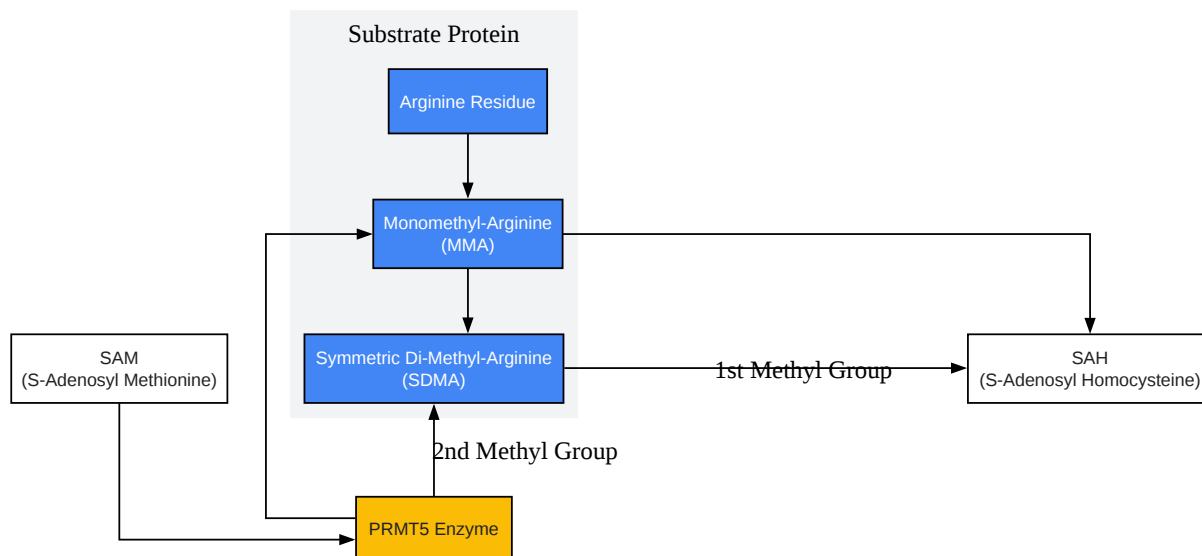 Substrate Protein
Arginine Residue
Monomethyl-Arginine
(MMA)
Symmetric Di-Methyl-Arginine
(SDMA)
SAM
(S-Adenosyl Methionine)
1st Methyl Group
SAH
(S-Adenosyl Homocysteine)
2nd Methyl Group
PRMT5 Enzyme